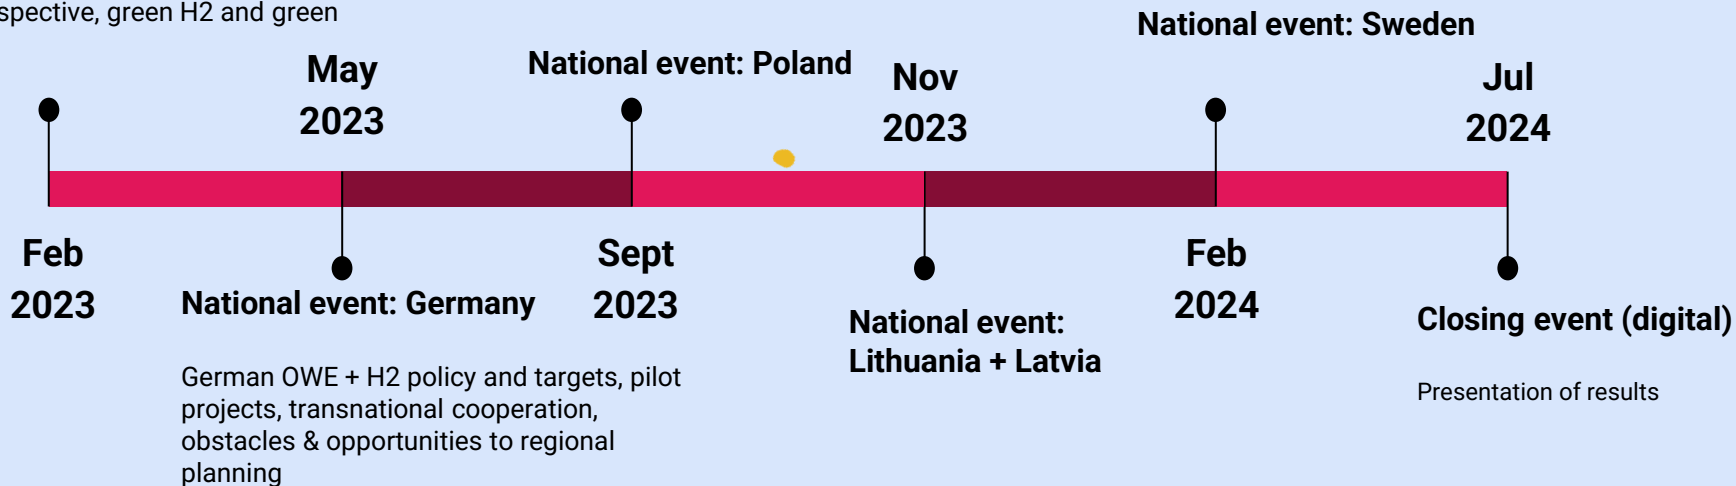 spective, green H2 and green
National event: Sweden
National event: Poland
May
2023
Nov
2023
Jul
2024
Feb
2023
Sept
2023
Feb
2024
National event: Germany
National event:
Lithuania + Latvia
Closing event (digital)
German OWE + H2 policy and targets, pilot
projects, transnational cooperation,
obstacles & opportunities to regional
planning
Presentation of results